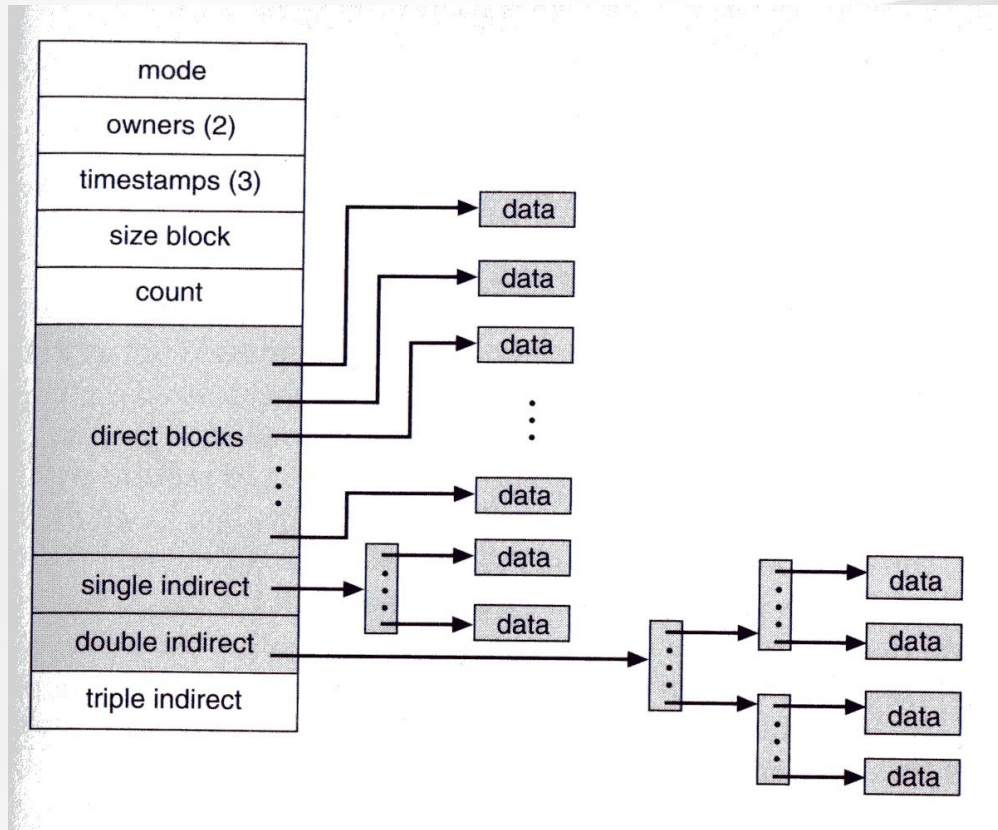 mode
owners (2)
timestamps (3)
size block
count
direct blocks
single indirect
double indirect
triple indirect
data
data
data
data
data
data
data
data
data
data